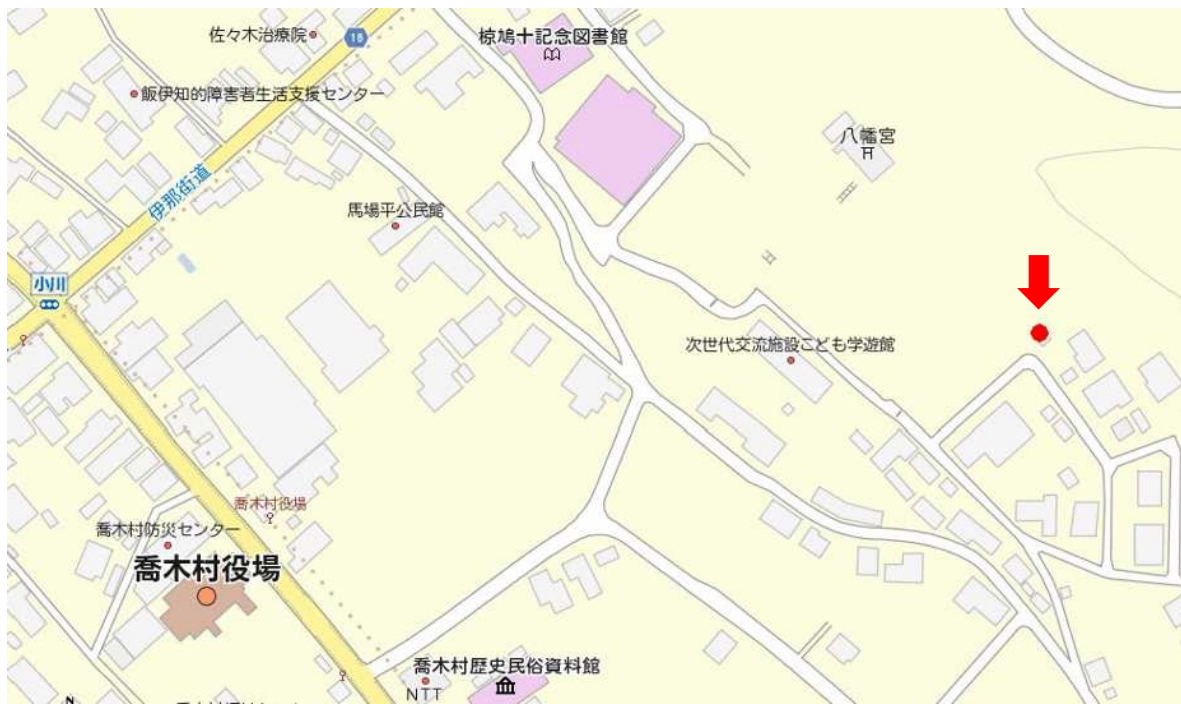 佐々木治療院
18
椋鳩十記念図書館
飯伊知的障害者生活支援センター
八幡宮
伊那街道
馬場平公民館
小川
次世代交流施設こども学遊館
喬木村役場
喬木村防災センター
喬木村役場
喬木村歴史民俗資料館
NTT